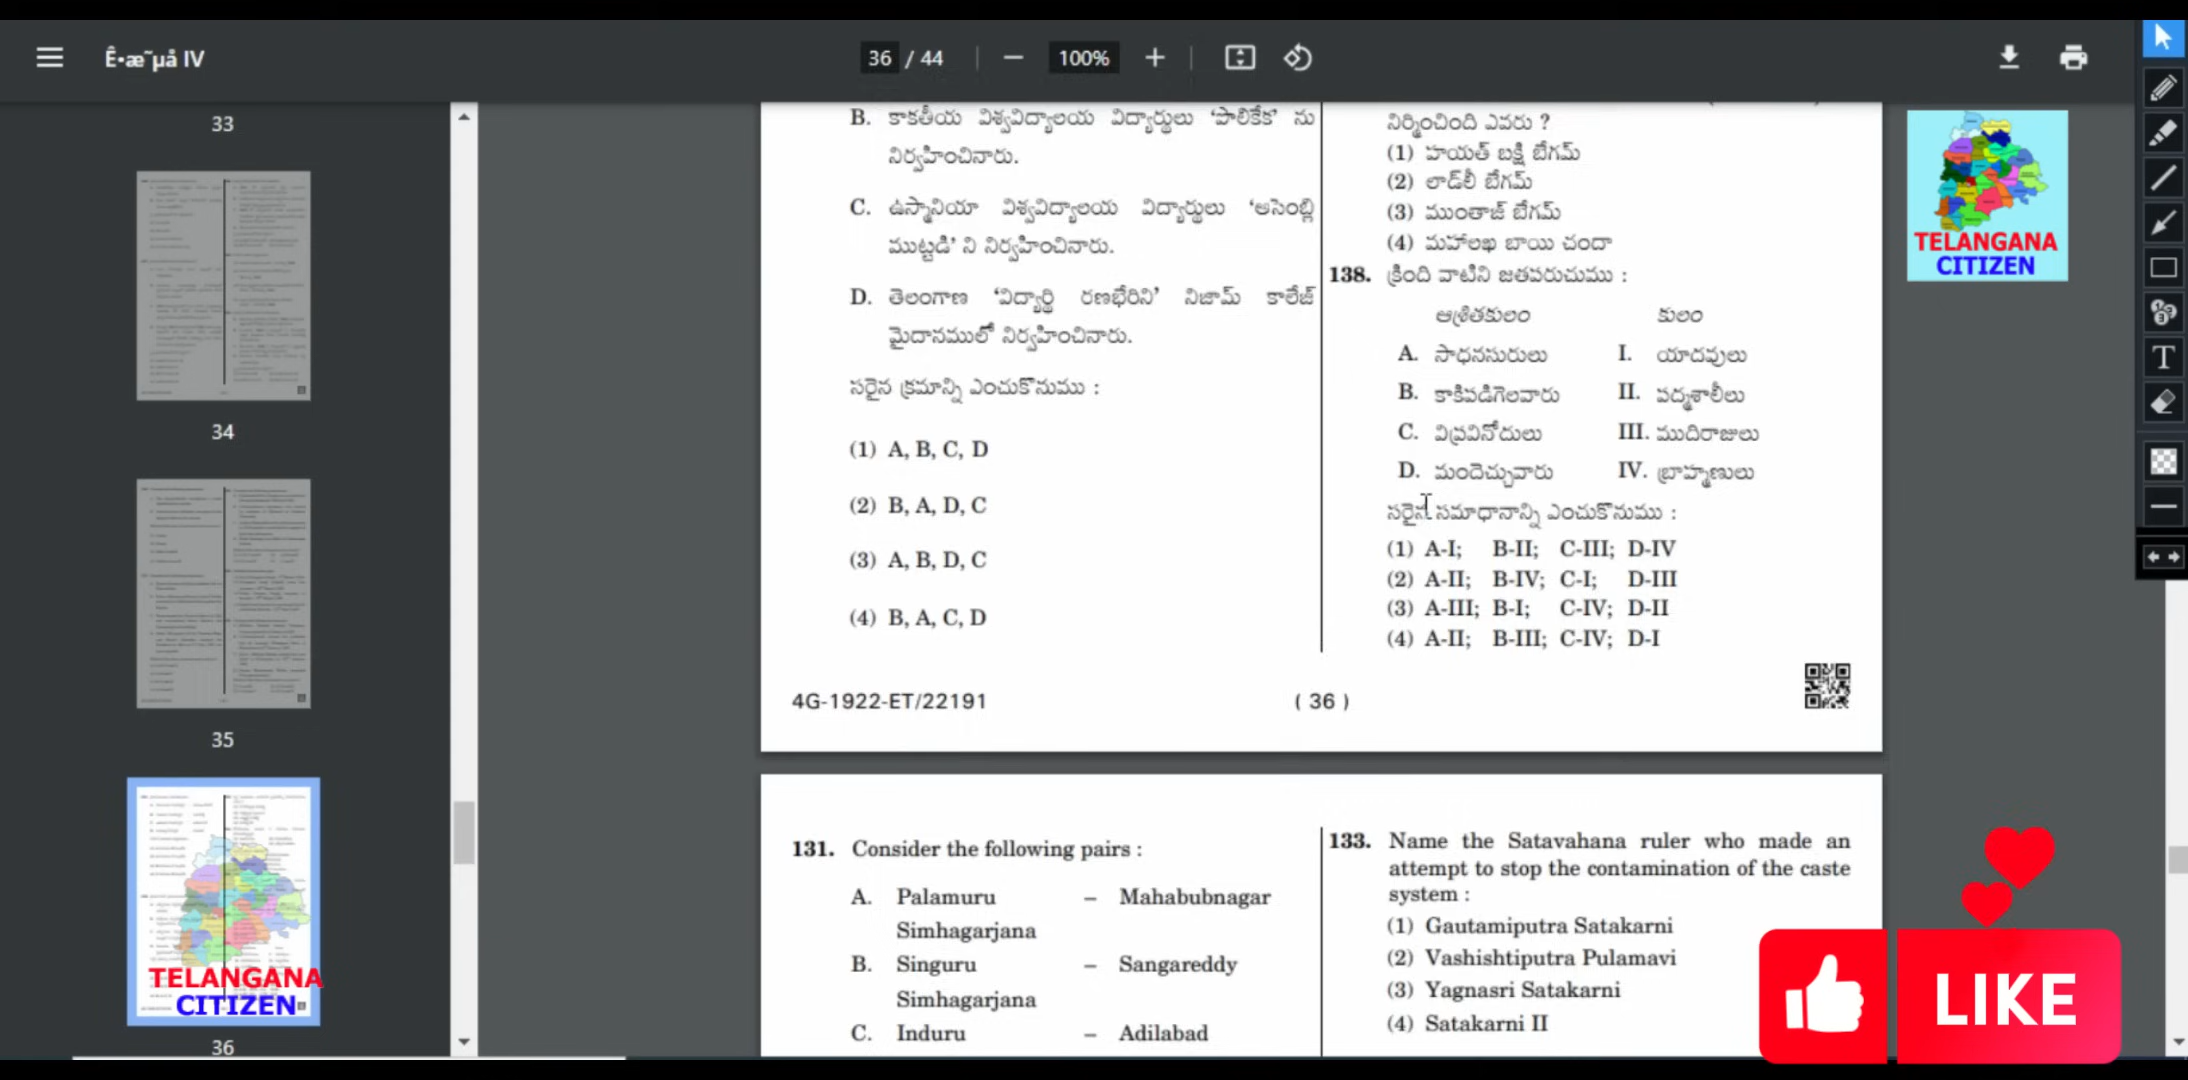 Ê•æ˜µå IV
36 / 44
100%
33
34
35
36
TELANGANA
CITIZEN
B. కాకతీయ విశ్వవిద్యాలయ విద్యార్థులు ‘పొలికేక’ ను
నిర్వహించినారు.
C. ఉస్మానియా విశ్వవిద్యాలయ విద్యార్థులు ‘అసెంబ్లి
ముట్టడి’ ని నిర్వహించినారు.
D. తెలంగాణ ‘విద్యార్థి రణభేరిని’ నిజామ్ కాలేజ్
మైదానములో నిర్వహించినారు.
సరైన క్రమాన్ని ఎంచుకొనుము :
(1) A, B, C, D
(2) B, A, D, C
(3) A, B, D, C
(4) B, A, C, D
నిర్మించింది ఎవరు ?
(1) హయత్ బక్షి బేగమ్
(2) లాడ్‌లీ బేగమ్
(3) ముంతాజ్ బేగమ్
(4) మహాలఖ బాయి చందా
138. క్రింది వాటిని జతపరుచుము :
ఆశ్రితకులం కులం
A. సాధనసురులు I. యాదవులు
B. కాకిపడిగెలవారు II. పద్మశాలీలు
C. విప్రవినోదులు III. ముదిరాజులు
D. మందెచ్చువారు IV. బ్రాహ్మణులు
సరైన సమాధానాన్ని ఎంచుకొనుము :
(1) A-I; B-II; C-III; D-IV
(2) A-II; B-IV; C-I; D-III
(3) A-III; B-I; C-IV; D-II
(4) A-II; B-III; C-IV; D-I
4G-1922-ET/22191
( 36 )
131. Consider the following pairs :
A. Palamuru – Mahabubnagar
Simhagarjana
B. Singuru – Sangareddy
Simhagarjana
C. Induru – Adilabad
133. Name the Satavahana ruler who made an
attempt to stop the contamination of the caste
system :
(1) Gautamiputra Satakarni
(2) Vashishtiputra Pulamavi
(3) Yagnasri Satakarni
(4) Satakarni II
TELANGANA
CITIZEN
LIKE
T